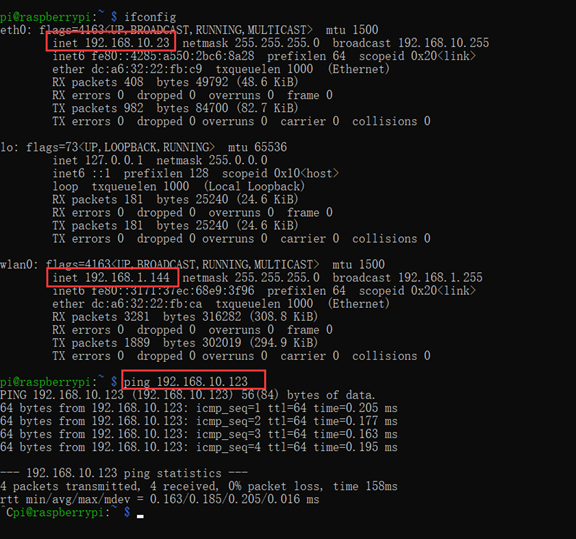 pi@raspberrypi:~ $ ifconfig
eth0: flags=4163<UP,BROADCAST,RUNNING,MULTICAST>  mtu 1500
        inet 192.168.10.23  netmask 255.255.255.0  broadcast 192.168.10.255
        inet6 fe80::4285:a550:2bc6:8a28  prefixlen 64  scopeid 0x20<link>
        ether dc:a6:32:22:fb:c9  txqueuelen 1000  (Ethernet)
        RX packets 408  bytes 49792 (48.6 KiB)
        RX errors 0  dropped 0  overruns 0  frame 0
        TX packets 982  bytes 84700 (82.7 KiB)
        TX errors 0  dropped 0 overruns 0  carrier 0  collisions 0

lo: flags=73<UP,LOOPBACK,RUNNING>  mtu 65536
        inet 127.0.0.1  netmask 255.0.0.0
        inet6 ::1  prefixlen 128  scopeid 0x10<host>
        loop  txqueuelen 1000  (Local Loopback)
        RX packets 181  bytes 25240 (24.6 KiB)
        RX errors 0  dropped 0  overruns 0  frame 0
        TX packets 181  bytes 25240 (24.6 KiB)
        TX errors 0  dropped 0 overruns 0  carrier 0  collisions 0

wlan0: flags=4163<UP,BROADCAST,RUNNING,MULTICAST>  mtu 1500
        inet 192.168.1.144  netmask 255.255.255.0  broadcast 192.168.1.255
        inet6 fe80::3171:37ec:68e9:3f96  prefixlen 64  scopeid 0x20<link>
        ether dc:a6:32:22:fb:ca  txqueuelen 1000  (Ethernet)
        RX packets 3281  bytes 316282 (308.8 KiB)
        RX errors 0  dropped 0  overruns 0  frame 0
        TX packets 1889  bytes 302019 (294.9 KiB)
        TX errors 0  dropped 0 overruns 0  carrier 0  collisions 0

pi@raspberrypi:~ $ ping 192.168.10.123
PING 192.168.10.123 (192.168.10.123) 56(84) bytes of data.
64 bytes from 192.168.10.123: icmp_seq=1 ttl=64 time=0.205 ms
64 bytes from 192.168.10.123: icmp_seq=2 ttl=64 time=0.177 ms
64 bytes from 192.168.10.123: icmp_seq=3 ttl=64 time=0.163 ms
64 bytes from 192.168.10.123: icmp_seq=4 ttl=64 time=0.195 ms

--- 192.168.10.123 ping statistics ---
4 packets transmitted, 4 received, 0% packet loss, time 158ms
rtt min/avg/max/mdev = 0.163/0.185/0.205/0.016 ms
^Cpi@raspberrypi:~ $